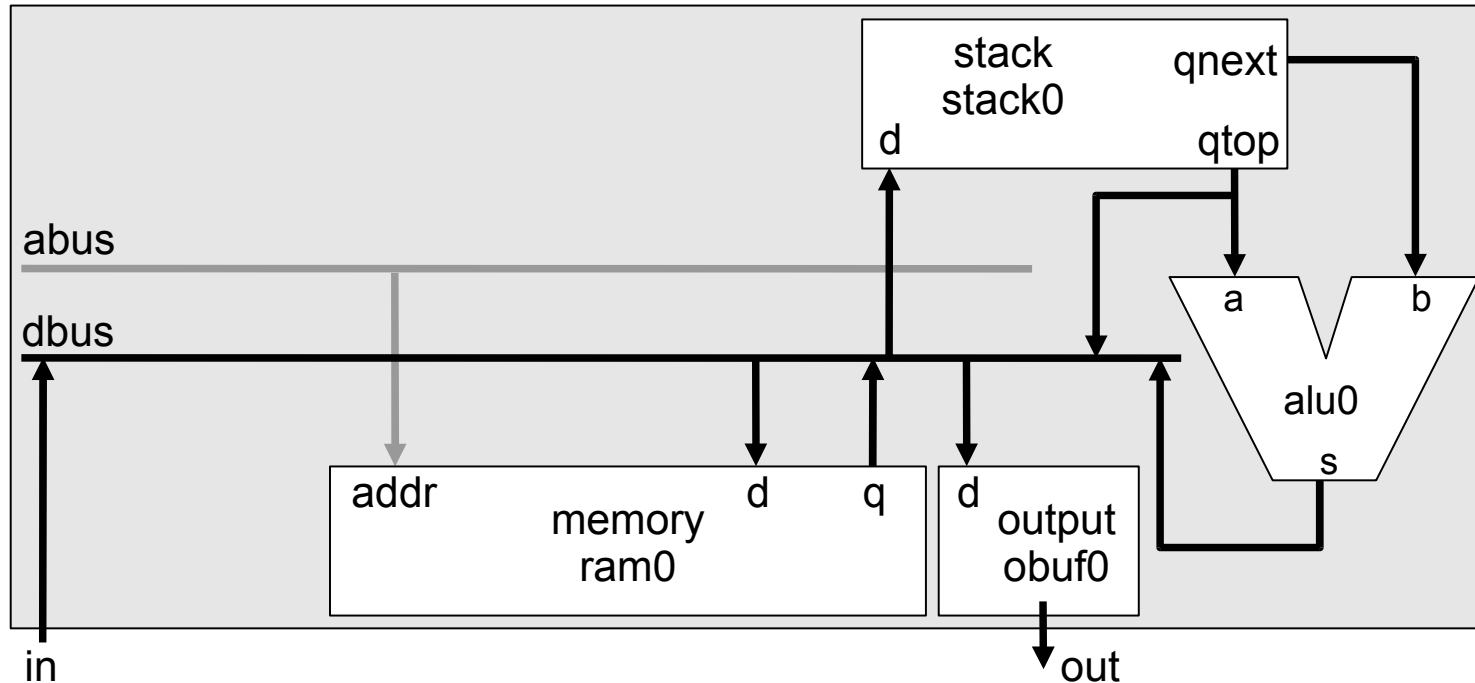 stack
stack0
qnext
d
qtop
abus
dbus
a
b
alu0
s
addr
d
q
memory
ram0
d
output
obuf0
in
out